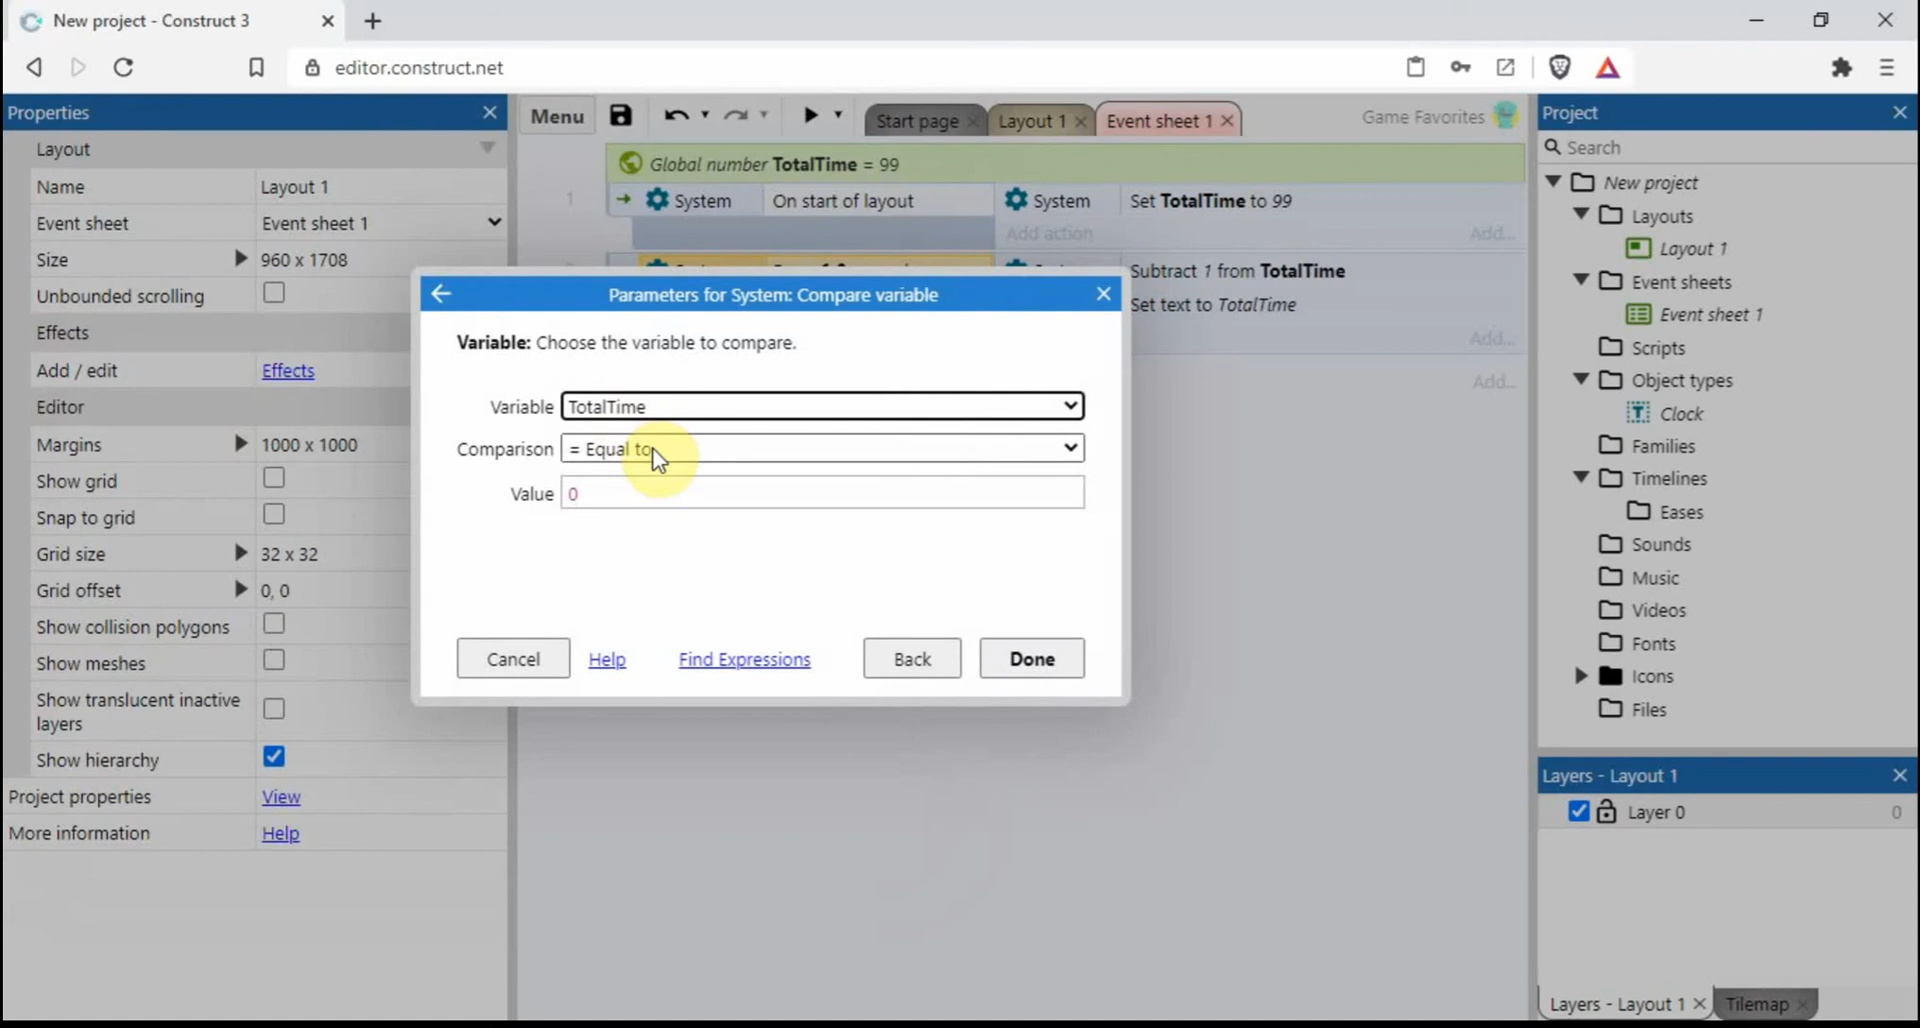 New project - Construct 3
editor.construct.net
Properties
Layout
Name Layout 1
Event sheet Event sheet 1
Size 960 x 1708
Unbounded scrolling
Effects
Add / edit Effects
Editor
Margins 1000 x 1000
Show grid
Snap to grid
Grid size 32 x 32
Grid offset 0, 0
Show collision polygons
Show meshes
Show translucent inactive
layers
Show hierarchy
Project properties View
More information Help
Menu
Start page
Layout 1
Event sheet 1
Game Favorites
Global number TotalTime = 99
1 System On start of layout System Set TotalTime to 99
Add action Add...
Subtract 1 from TotalTime
Set text to TotalTime
Add...
Add...
Parameters for System: Compare variable
Variable: Choose the variable to compare.
Variable TotalTime
Comparison = Equal to
Value 0
Cancel Help Find Expressions Back Done
Project
Search
New project
Layouts
Layout 1
Event sheets
Event sheet 1
Scripts
Object types
Clock
Families
Timelines
Eases
Sounds
Music
Videos
Fonts
Icons
Files
Layers - Layout 1
Layer 0 0
Layers - Layout 1 Tilemap